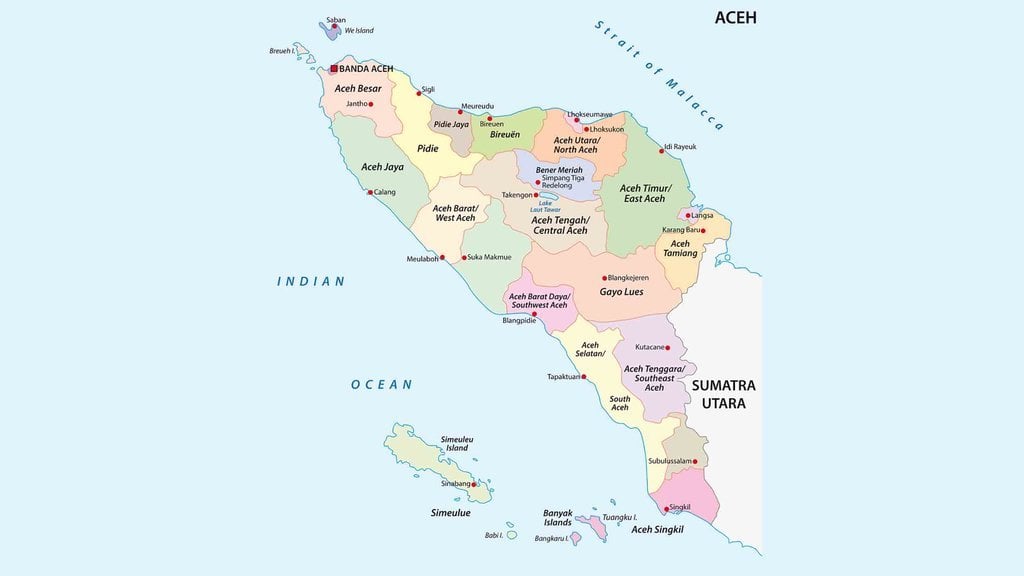 ACEH
Saban
We Island
Breueh I.
Strait of Malacca
BANDA ACEH
Aceh Besar
Jantho
Sigli
Meureudu
Pidie Jaya
Bireuen
Bireuën
Lhokseumawe
Lhoksukon
Aceh Utara/
North Aceh
Idi Rayeuk
Pidie
Aceh Jaya
Calang
Bener Meriah
Simpang Tiga
Redelong
Takengon
Lake
Laut Tawar
Aceh Timur/
East Aceh
Aceh Barat/
West Aceh
Aceh Tengah/
Central Aceh
Langsa
Karang Baru
Aceh
Tamiang
Meulaboh
Suka Makmue
INDIAN
Blangkejeren
Gayo Lues
Aceh Barat Daya/
Southwest Aceh
Blangpidie
Aceh
Selatan/
Kutacane
Aceh Tenggara/
Southeast
Aceh
Tapaktuan
OCEAN
SUMATRA
UTARA
South
Aceh
Simeuleu
Island
Subulussalam
Sinabang
Simeulue
Singkil
Banyak
Islands
Tuangku I.
Aceh Singkil
Babi I.
Bangkaru I.